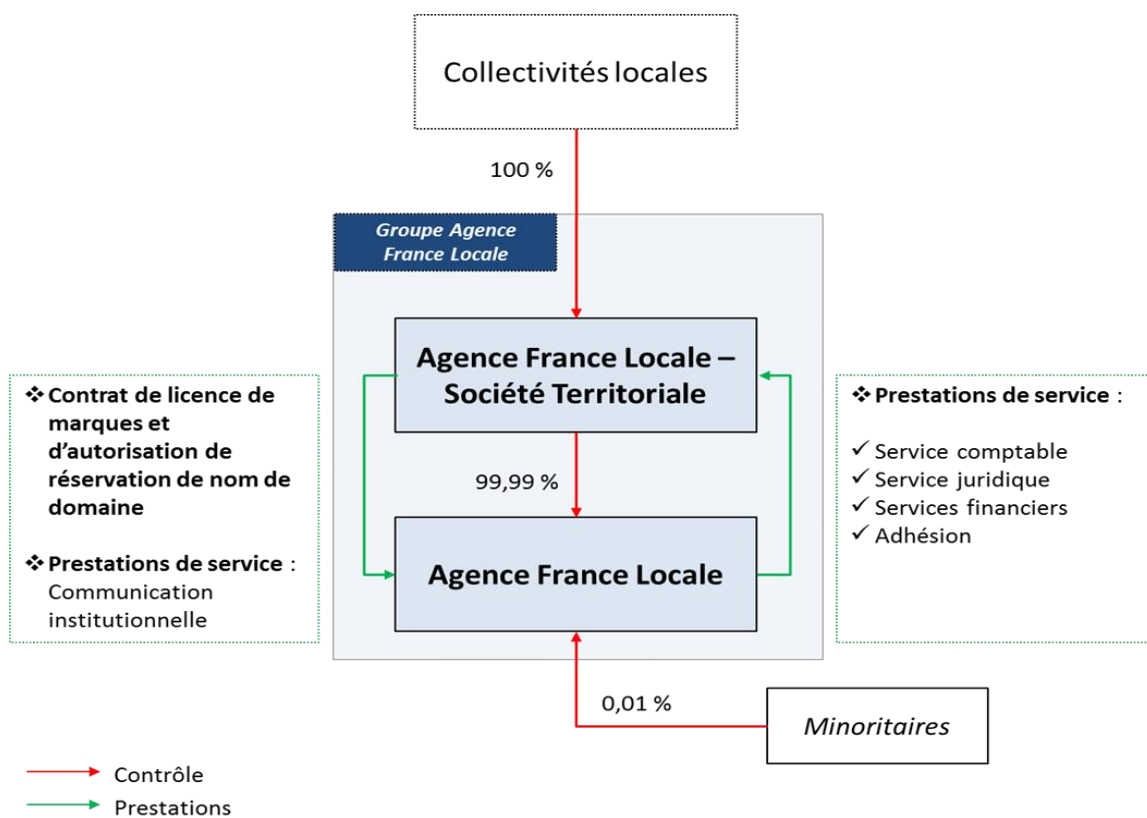 Collectivités locales
100 %
Groupe Agence
France Locale
Agence France Locale –
Société Territoriale
❖ Contrat de licence de
marques et
d’autorisation de
réservation de nom de
domaine
❖ Prestations de service :
Communication
institutionnelle
99,99 %
❖ Prestations de service :
✓ Service comptable
✓ Service juridique
✓ Services financiers
✓ Adhésion
Agence France Locale
0,01 %
Minoritaires
Contrôle
Prestations